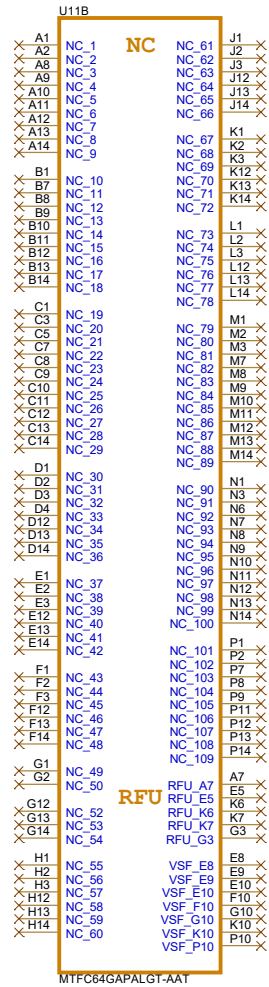 U11B
NC
A1 NC_1
A2 NC_2
A8 NC_3
A9 NC_4
A10 NC_5
A11 NC_6
A12 NC_7
A13 NC_8
A14 NC_9
B1 NC_10
B7 NC_11
B8 NC_12
B9 NC_13
B10 NC_14
B11 NC_15
B12 NC_16
B13 NC_17
B14 NC_18
C1 NC_19
C3 NC_20
C5 NC_21
C7 NC_22
C8 NC_23
C9 NC_24
C10 NC_25
C11 NC_26
C12 NC_27
C13 NC_28
C14 NC_29
D1 NC_30
D2 NC_31
D3 NC_32
D4 NC_33
D12 NC_34
D13 NC_35
D14 NC_36
E1 NC_37
E2 NC_38
E3 NC_39
E12 NC_40
E13 NC_41
E14 NC_42
F1 NC_43
F2 NC_44
F3 NC_45
F12 NC_46
F13 NC_47
F14 NC_48
G1 NC_49
G2 NC_50
G12 NC_52
G13 NC_53
G14 NC_54
H1 NC_55
H2 NC_56
H3 NC_57
H12 NC_58
H13 NC_59
H14 NC_60
NC_61 J1
NC_62 J2
NC_63 J3
NC_64 J12
NC_65 J13
NC_66 J14
NC_67 K1
NC_68 K2
NC_69 K3
NC_70 K12
NC_71 K13
NC_72 K14
NC_73 L1
NC_74 L2
NC_75 L3
NC_76 L12
NC_77 L13
NC_78 L14
NC_79 M1
NC_80 M2
NC_81 M3
NC_82 M7
NC_83 M8
NC_84 M9
NC_85 M10
NC_86 M11
NC_87 M12
NC_88 M13
NC_89 M14
NC_90 N1
NC_91 N3
NC_92 N6
NC_93 N7
NC_94 N8
NC_95 N9
NC_96 N10
NC_97 N11
NC_98 N12
NC_99 N13
NC_100 N14
NC_101 P1
NC_102 P2
NC_103 P7
NC_104 P8
NC_105 P9
NC_106 P11
NC_107 P12
NC_108 P13
NC_109 P14
RFU
RFU_A7 A7
RFU_E5 E5
RFU_K6 K6
RFU_K7 K7
RFU_G3 G3
VSF_E8 E8
VSF_E9 E9
VSF_E10 E10
VSF_F10 F10
VSF_G10 G10
VSF_K10 K10
VSF_P10 P10
MTFC64GAPALGT-AAT